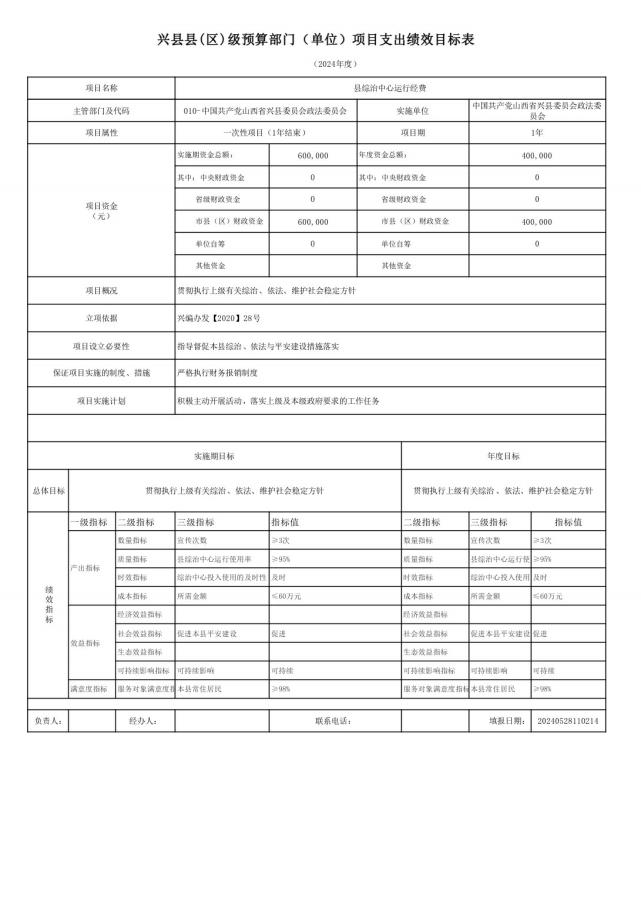 兴县县(区)级预算部门（单位）项目支出绩效目标表
（2024年度）
项目名称 县综治中心运行经费
主管部门及代码 010-中国共产党山西省兴县委员会政法委员会 实施单位 中国共产党山西省兴县委员会政法委
员会
项目属性 一次性项目（1年结束） 项目期 1年
项目资金
（元）
实施期资金总额： 600,000 年度资金总额： 400,000
其中：中央财政资金 0 其中：中央财政资金 0
省级财政资金 0 省级财政资金 0
市县（区）财政资金 600,000 市县（区）财政资金 400,000
单位自筹 0 单位自筹 0
其他资金 其他资金
项目概况 贯彻执行上级有关综治、依法、维护社会稳定方针
立项依据 兴编办发【2020】28号
项目设立必要性 指导督促本县综治、依法与平安建设措施落实
保证项目实施的制度、措施 严格执行财务报销制度
项目实施计划 积极主动开展活动，落实上级及本级政府要求的工作任务
实施期目标 年度目标
总体目标 贯彻执行上级有关综治、依法、维护社会稳定方针 贯彻执行上级有关综治、依法、维护社会稳定方针
绩效指标
一级指标 二级指标 三级指标 指标值 二级指标 三级指标 指标值
产出指标
数量指标 宣传次数 ≥3次 数量指标 宣传次数 ≥3次
质量指标 县综治中心运行使用率 ≥95% 质量指标 县综治中心运行使 ≥95%
时效指标 综治中心投入使用的及时性 及时 时效指标 综治中心投入使用 及时
成本指标 所需金额 ≤60万元 成本指标 所需金额 ≤60万元
效益指标
经济效益指标 经济效益指标
社会效益指标 促进本县平安建设 促进 社会效益指标 促进本县平安建设 促进
生态效益指标 生态效益指标
可持续影响指标 可持续影响 可持续 可持续影响指标 可持续影响 可持续
满意度指标 服务对象满意度指 本县常住居民 ≥98% 服务对象满意度指标 本县常住居民 ≥98%
负责人： 经办人： 联系电话： 填报日期： 20240528110214